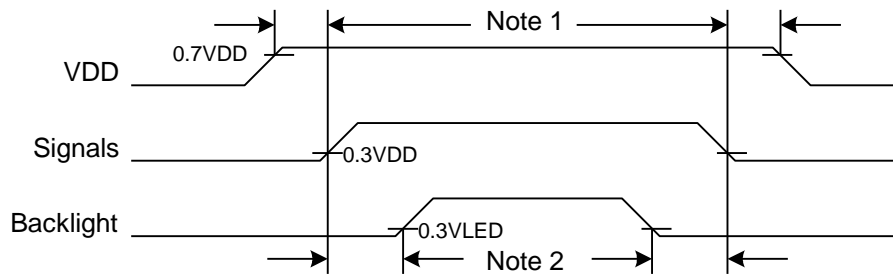 Note 1
0.7VDD
VDD
Signals
0.3VDD
Backlight
0.3VLED
Note 2